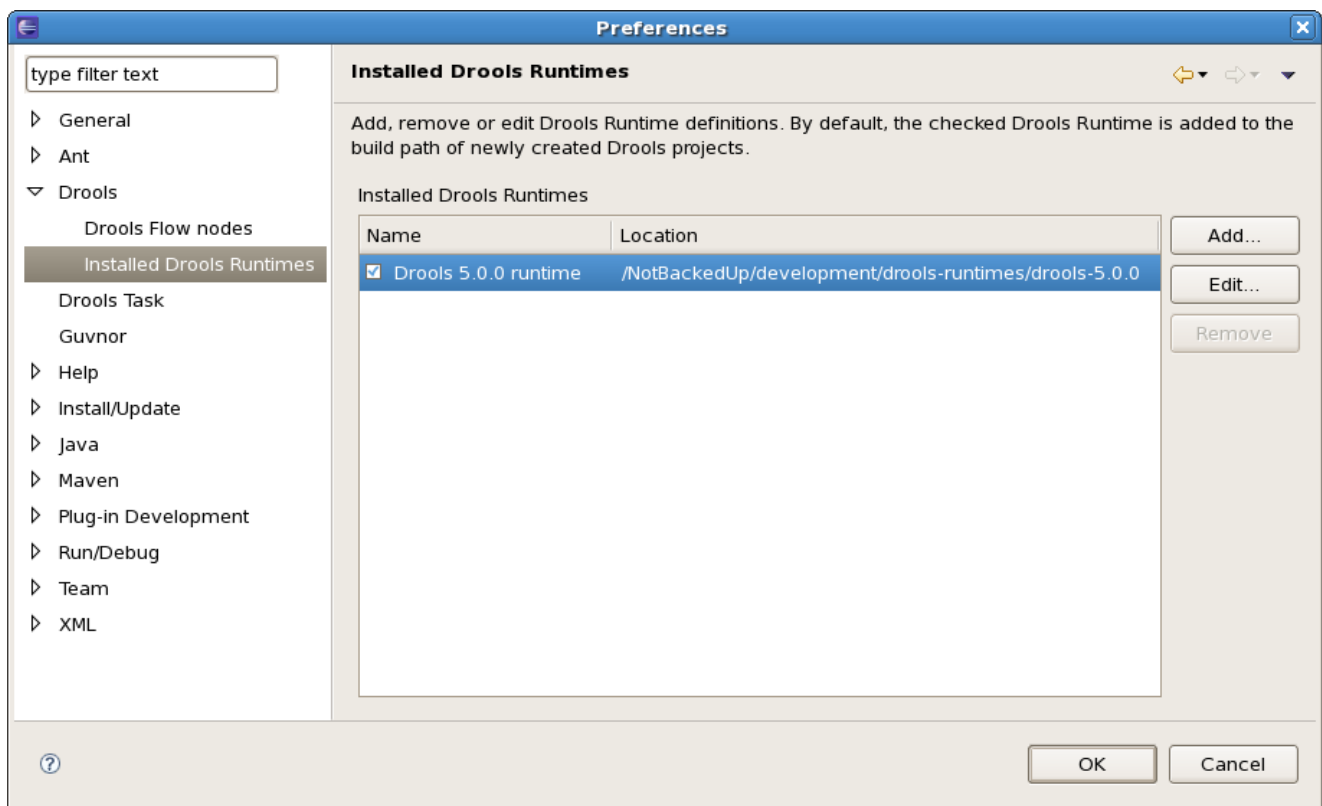 Preferences
type filter text
General
Ant
Drools
Drools Flow nodes
Installed Drools Runtimes
Drools Task
Guvnor
Help
Install/Update
Java
Maven
Plug-in Development
Run/Debug
Team
XML
Installed Drools Runtimes
Add, remove or edit Drools Runtime definitions. By default, the checked Drools Runtime is added to the
build path of newly created Drools projects.
Installed Drools Runtimes
Name Location
Drools 5.0.0 runtime /NotBackedUp/development/drools-runtimes/drools-5.0.0
Add...
Edit...
Remove
OK Cancel